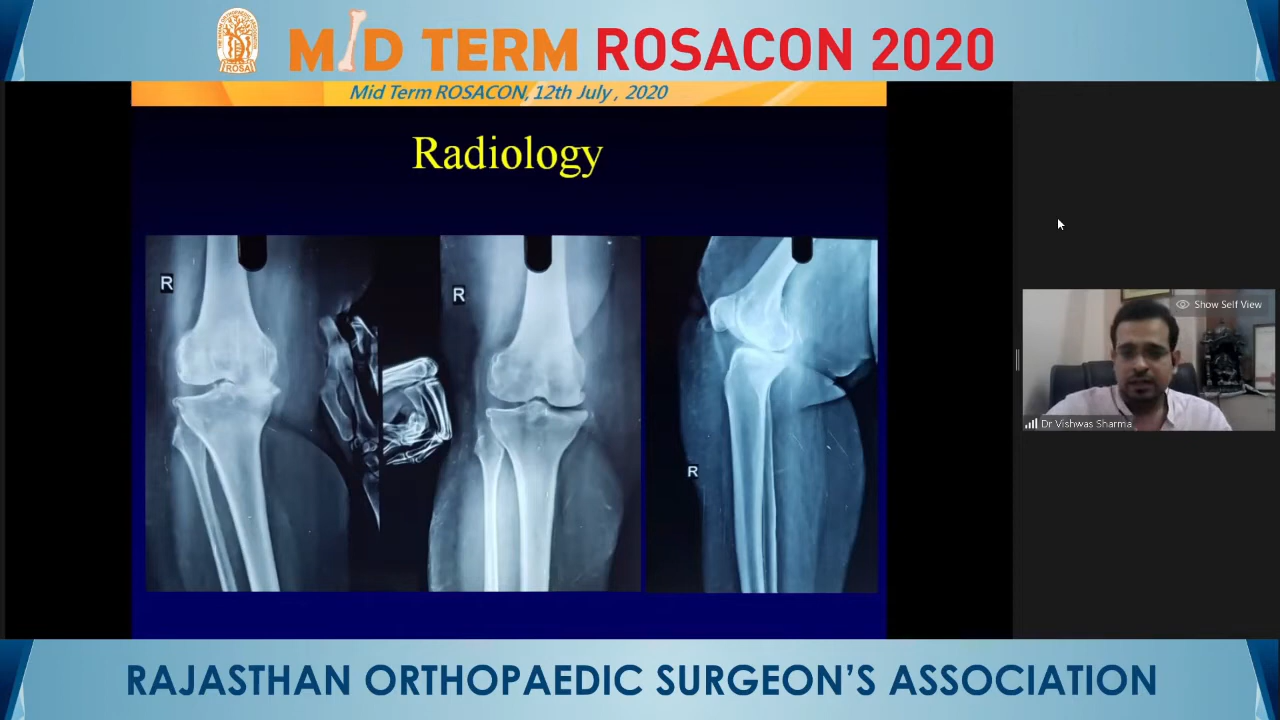 MID TERM ROSACON 2020
ROSA
Mid Term ROSACON, 12th July, 2020
Radiology
R
R
R
Show Self View
Dr Vishwas Sharma
RAJASTHAN ORTHOPAEDIC SURGEON'S ASSOCIATION